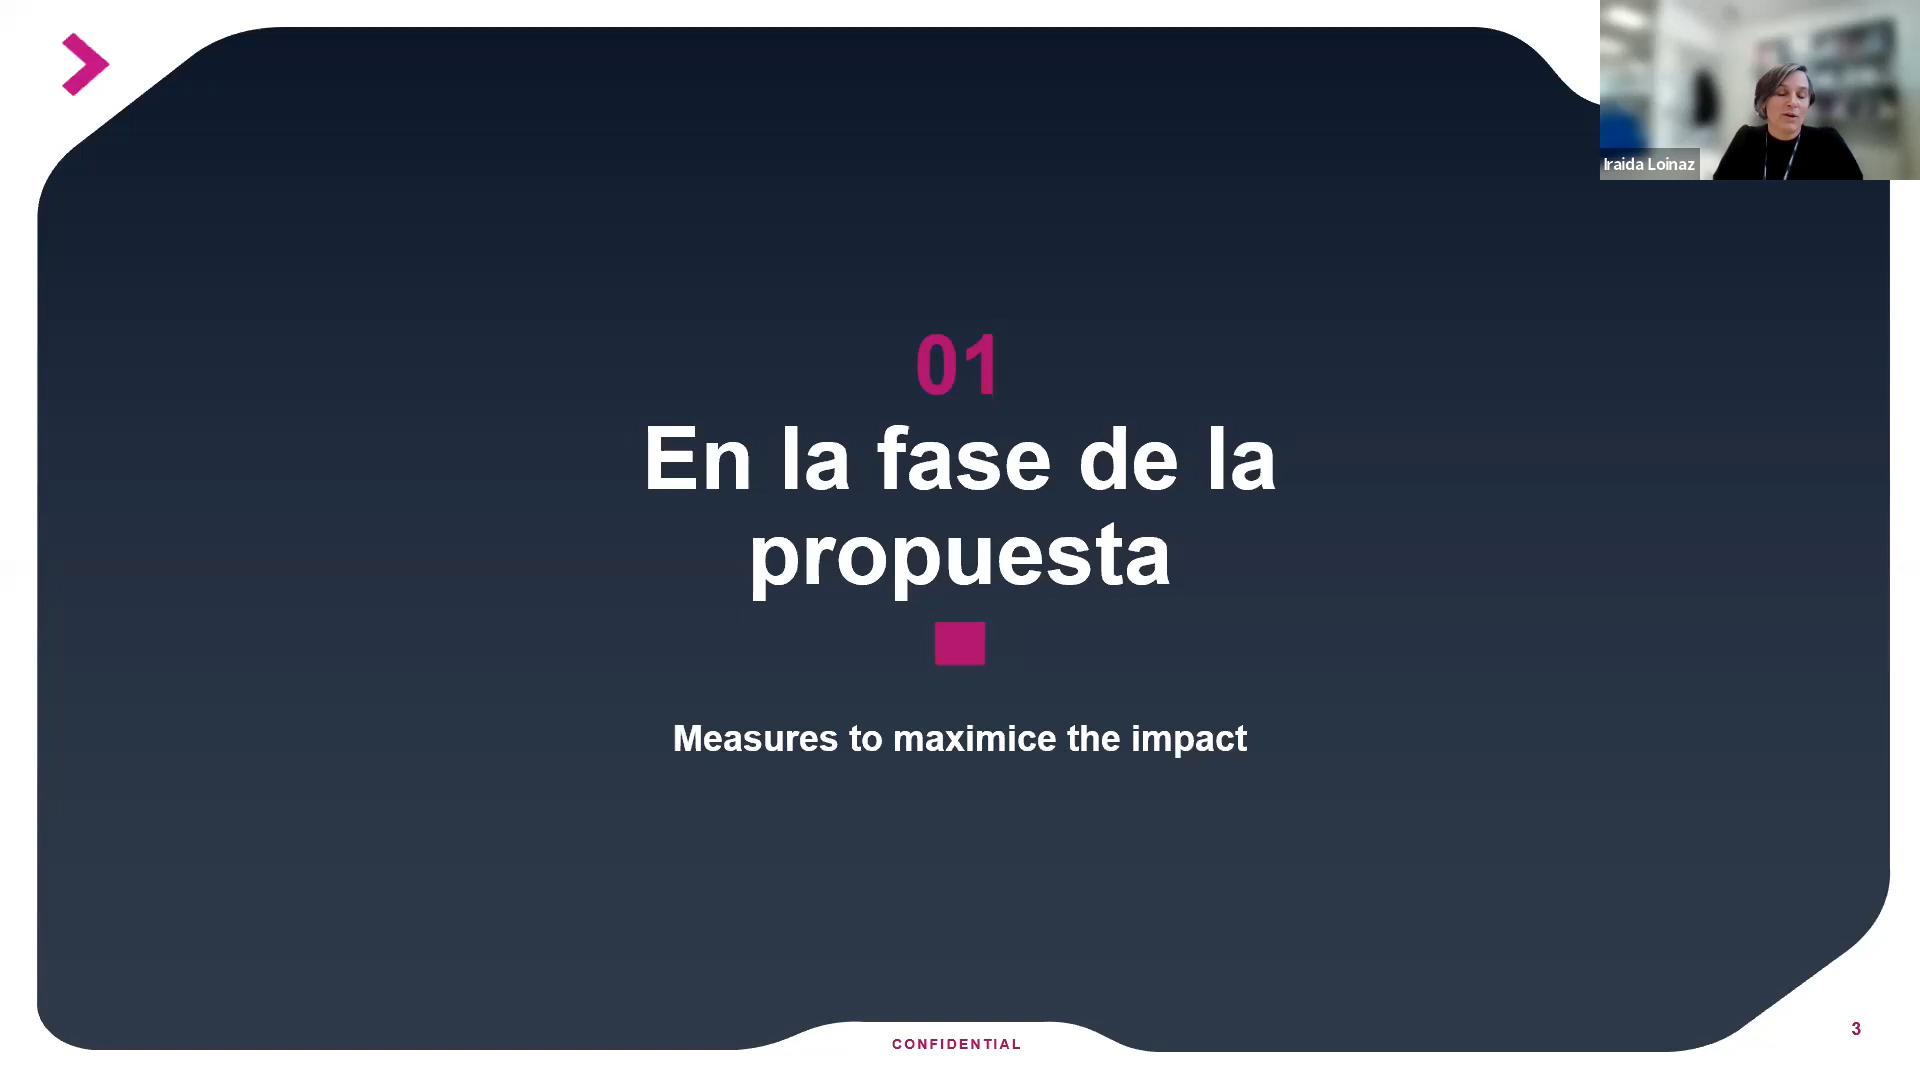 Iraida Loinaz
01
En la fase de la
propuesta
Measures to maximice the impact
CONFIDENTIAL
3